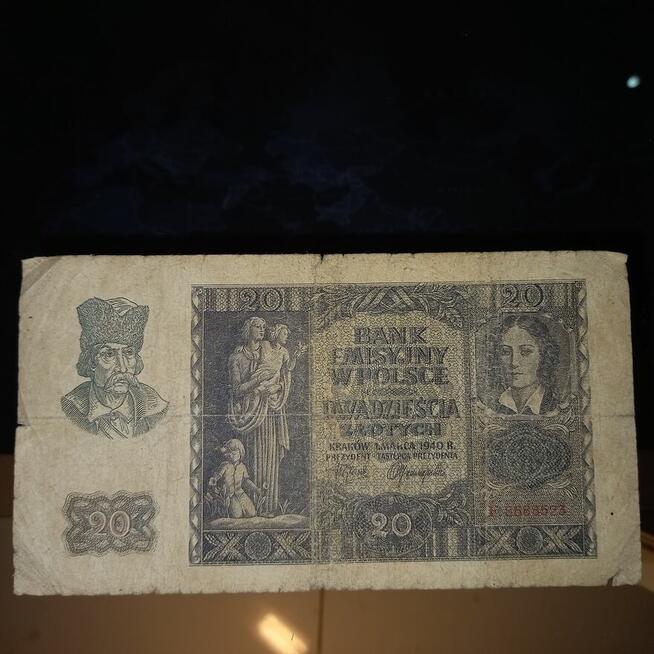 20
20
BANK
EMISYJNY
W POLSCE
DWADZIEŚCIA
ZŁOTYCH
KRAKÓW 1. MARCA 1940 R.
PREZYDENT - ZASTĘPCA PREZYDENTA
20
20